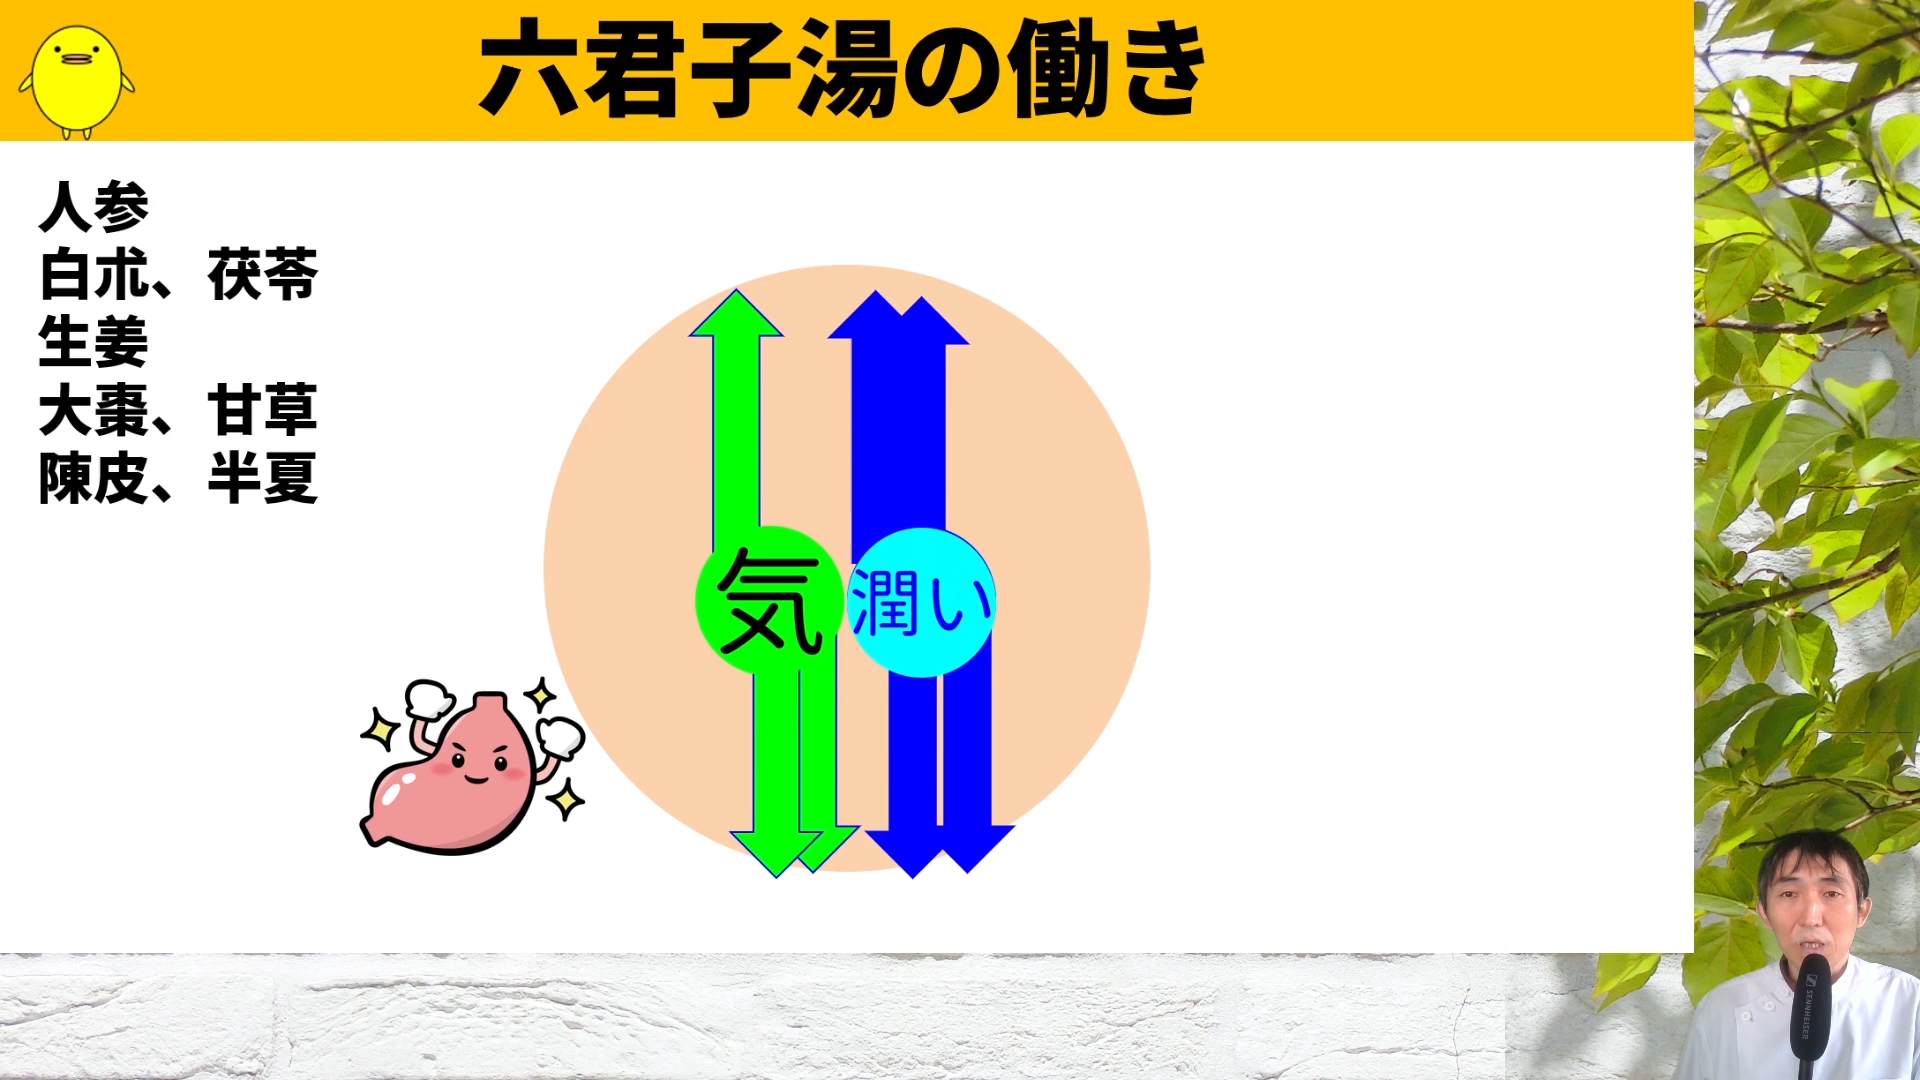 六君子湯の働き
人参
白朮、茯苓
生姜
大棗、甘草
陳皮、半夏
気
潤い
SENNHEISER